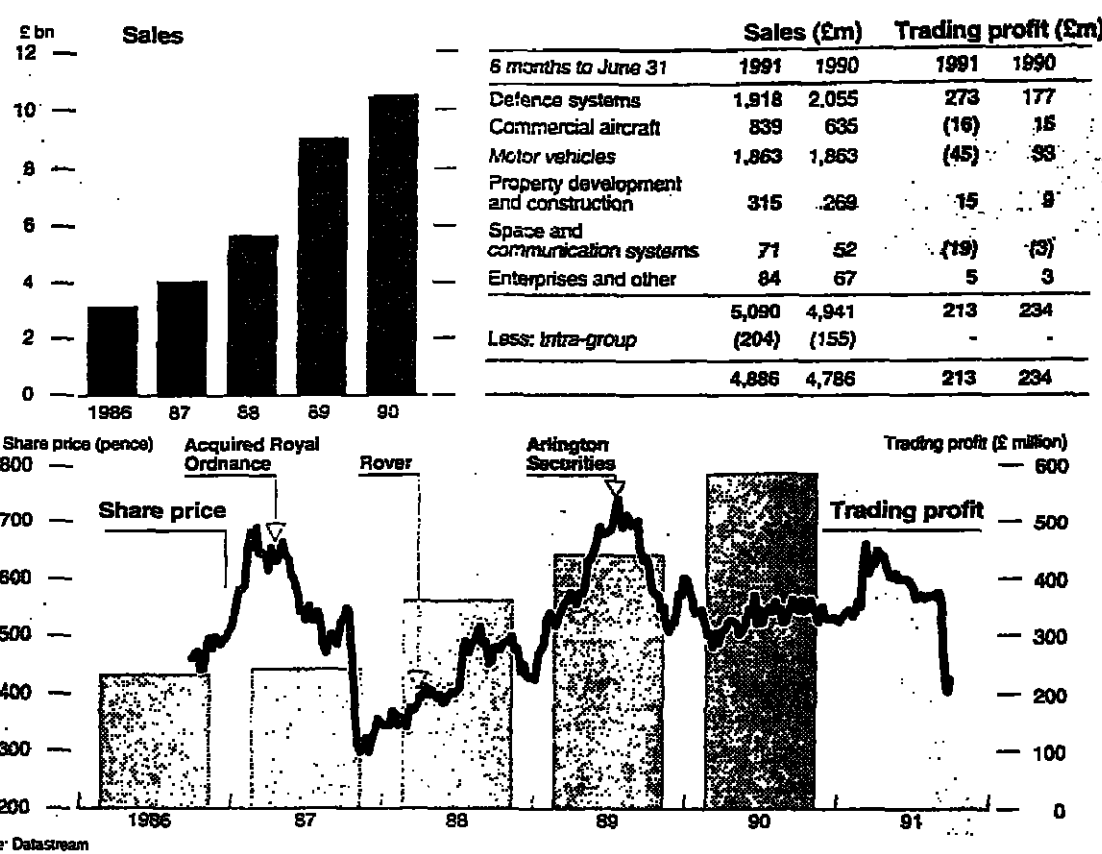 £ bn
Sales
12
10
8
6
4
2
0
1986 87 88 89 90
Sales (£m) Trading profit (£m)
6 months to June 31 1991 1990 1991 1990
Defence systems 1,918 2,055 273 177
Commercial aircraft 839 635 (16)
Motor vehicles 1,863 1,863 (45)
Property development
and construction 315 269 15 9
Space and
communication systems 71 52 (19) (3)
Enterprises and other 84 67 5 3
5,090 4,941 213 234
Less: Intra-group (204) (155) - -
4,886 4,786 213 234
Share price (pence)
800
700
600
500
400
300
200
Acquired Royal
Ordnance
Rover
Arlington
Securities
Share price
Trading profit (£ million)
600
500
400
300
200
100
0
Trading profit
1986 87 88 89 90 91
Datastream